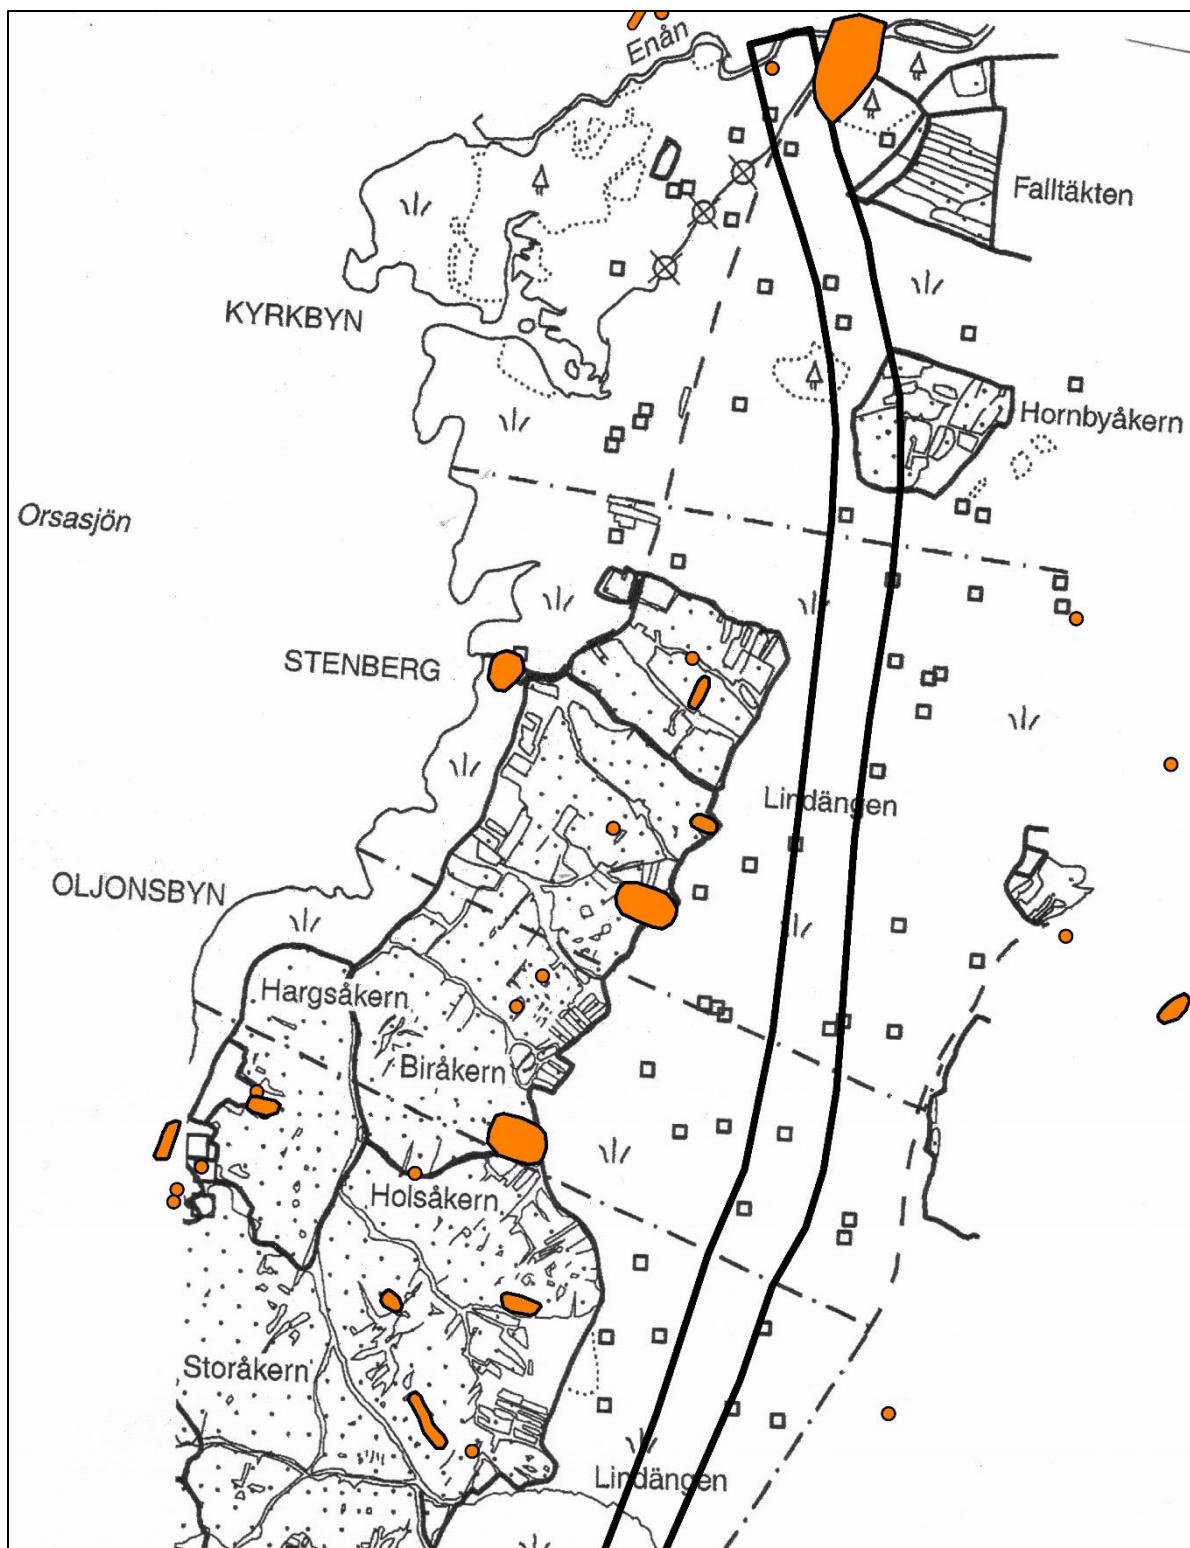 Enån
Falltäkten
KYRKBYN
Hornbyåkern
Orsasjön
STENBERG
Lindängen
OLJONSBYN
Hargsåkern
Biråkern
Holsåkern
Storåkern
Lindängen